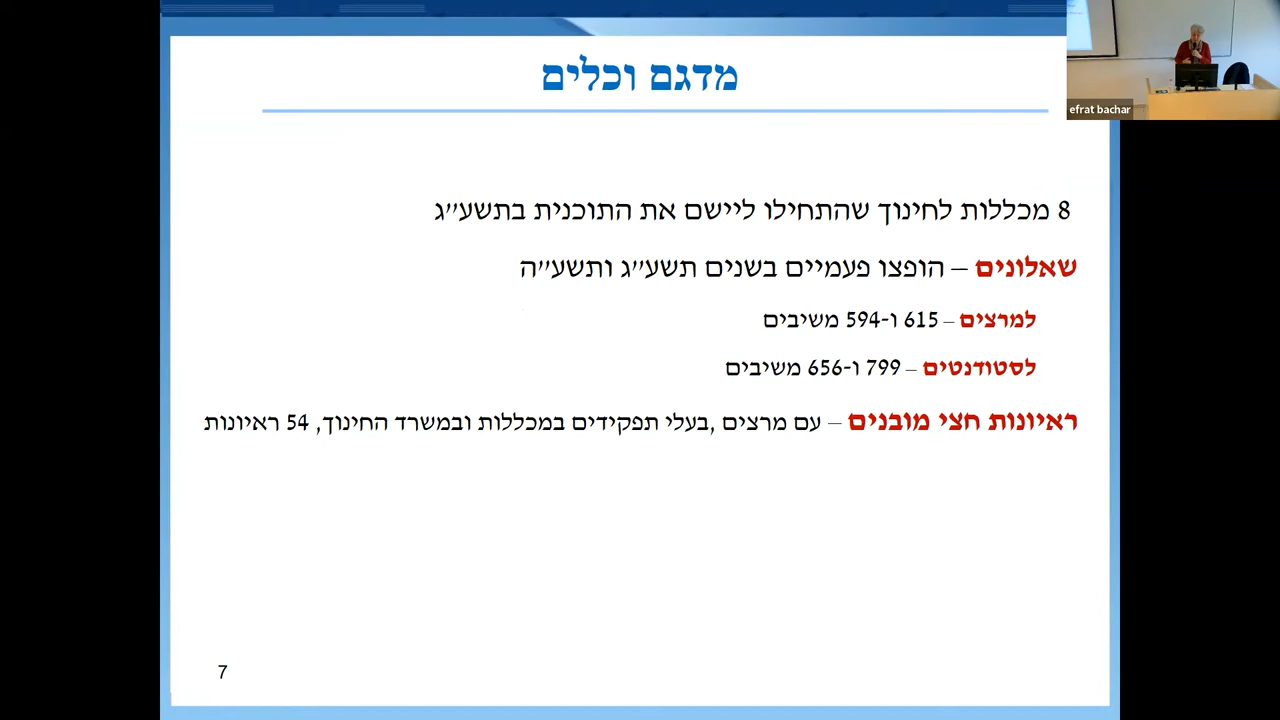 מדגם וכלים
8 מכללות לחינוך שהתחילו ליישם את התוכנית בתשע''ג
שאלונים – הופצו פעמיים בשנים תשע''ג ותשע''ה
למרצים – 615 ו-594 משיבים
לסטודנטים – 799 ו-656 משיבים
ראיונות חצי מובנים – עם מרצים ,בעלי תפקידים במכללות ובמשרד החינוך, 54 ראיונות
7
efrat bachar